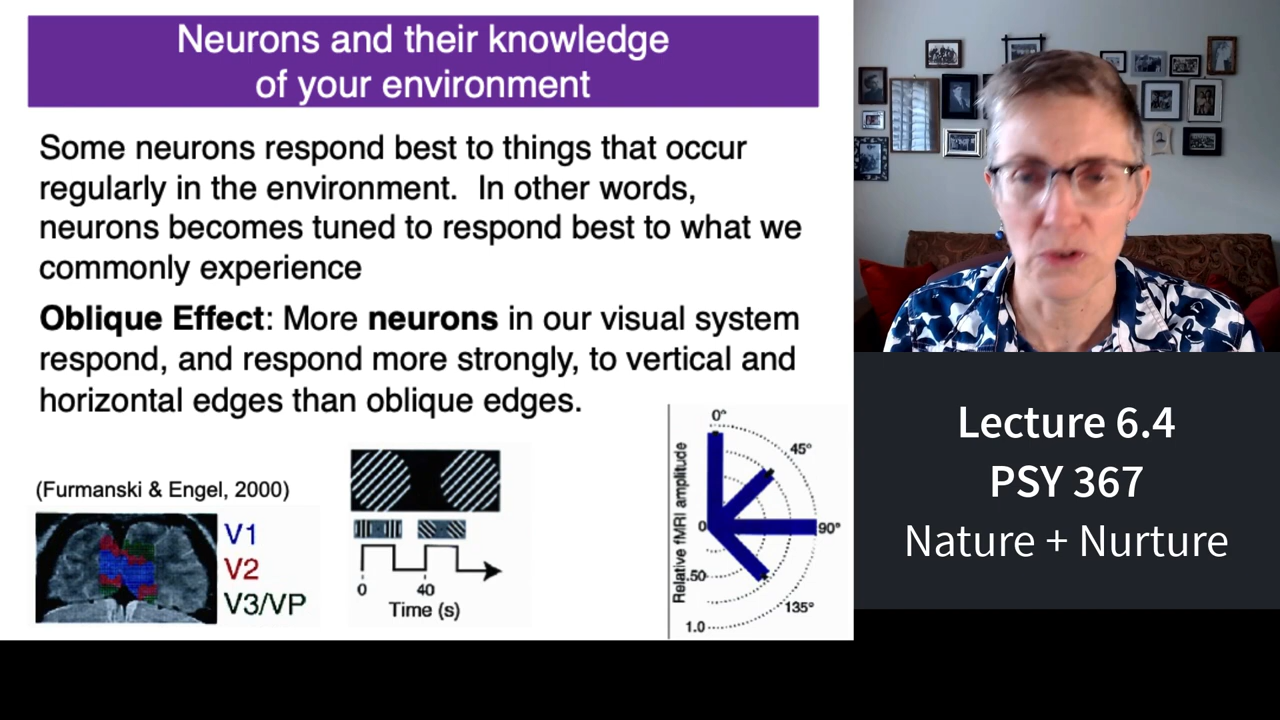 Neurons and their knowledge
of your environment
Some neurons respond best to things that occur
regularly in the environment.  In other words,
neurons becomes tuned to respond best to what we
commonly experience
Oblique Effect: More neurons in our visual system
respond, and respond more strongly, to vertical and
horizontal edges than oblique edges.
(Furmanski & Engel, 2000)
V1
V2
V3/VP
0
40
Time (s)
Relative fMRI amplitude
0°
45°
0
90°
.50
135°
1.0
Lecture 6.4
PSY 367
Nature + Nurture